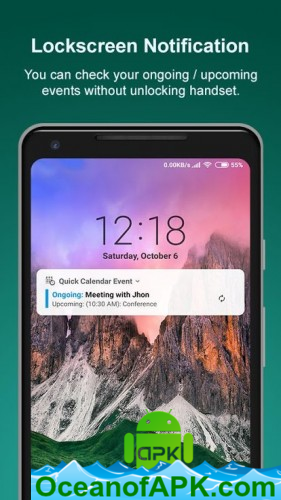 Lockscreen Notification
You can check your ongoing / upcoming
events without unlocking handset.
0.00KB/s 55%
12:18
Saturday, October 6
Quick Calendar Event
Ongoing: Meeting with Jhon
Upcoming: (10:30 AM): Conference
apk
OceanofAPK.com